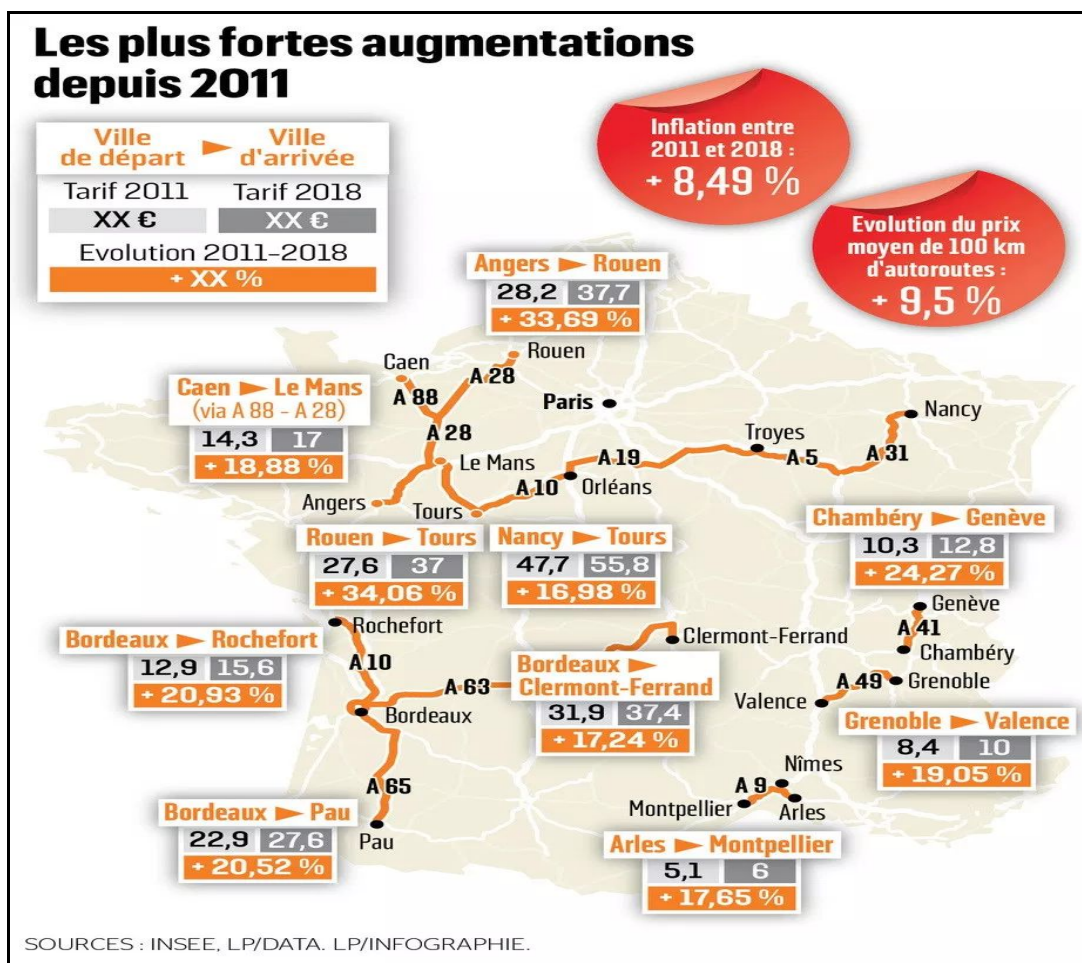 Les plus fortes augmentations
depuis 2011
Ville
de départ
Ville
d'arrivée
Tarif 2011
Tarif 2018
XX €
XX €
Evolution 2011-2018
+ XX %
Inflation entre
2011 et 2018 :
+ 8,49 %
Evolution du prix
moyen de 100 km
d'autoroutes :
+ 9,5 %
Angers ► Rouen
28,2 37,7
+ 33,69 %
Caen
Rouen
A 88
A 28
A 28
Caen ► Le Mans
(via A 88 - A 28)
14,3 17
+ 18,88 %
Paris
Nancy
Troyes
A 31
A 5
A 19
Le Mans
A 10
Orléans
Angers
Tours
Rouen ► Tours
27,6 37
+ 34,06 %
Nancy ► Tours
47,7 55,8
+ 16,98 %
Chambéry ► Genève
10,3 12,8
+ 24,27 %
Genève
A 41
Chambéry
Rochefort
Clermont-Ferrand
Bordeaux ► Rochefort
12,9 15,6
+ 20,93 %
A 10
A 63
Bordeaux
Bordeaux ►
Clermont-Ferrand
31,9 37,4
+ 17,24 %
A 49
Grenoble
Valence
Grenoble ► Valence
8,4 10
+ 19,05 %
A 65
Pau
Bordeaux ► Pau
22,9 27,6
+ 20,52 %
Nîmes
A 9
Montpellier
Arles
Arles ► Montpellier
5,1 6
+ 17,65 %
SOURCES : INSEE, LP/DATA. LP/INFOGRAPHIE.